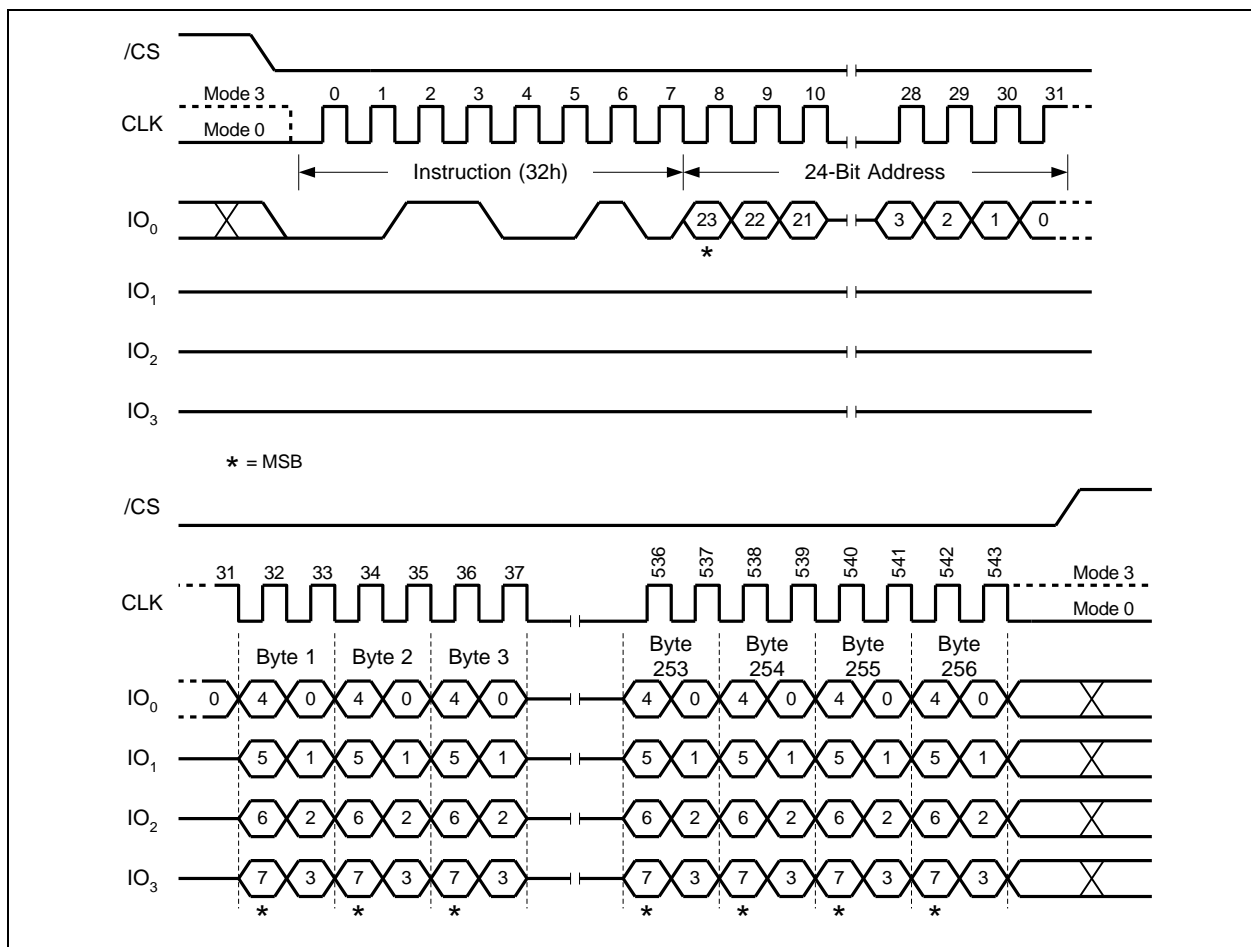 /CS
Mode 3 0 1 2 3 4 5 6 7 8 9 10 28 29 30 31
CLK
Mode 0
Instruction (32h) 24-Bit Address
IO0 23 22 21 3 2 1 0
*
IO1
IO2
IO3
* = MSB
/CS
31 32 33 34 35 36 37 536 537 538 539 540 541 542 543 Mode 3
CLK
Mode 0
Byte 1 Byte 2 Byte 3 Byte 253 Byte 254 Byte 255 Byte 256
IO0 0 4 0 4 0 4 0 4 0 4 0 4 0 4 0
IO1 5 1 5 1 5 1 5 1 5 1 5 1 5 1
IO2 6 2 6 2 6 2 6 2 6 2 6 2 6 2
IO3 7 3 7 3 7 3 7 3 7 3 7 3 7 3
* * * * * * *